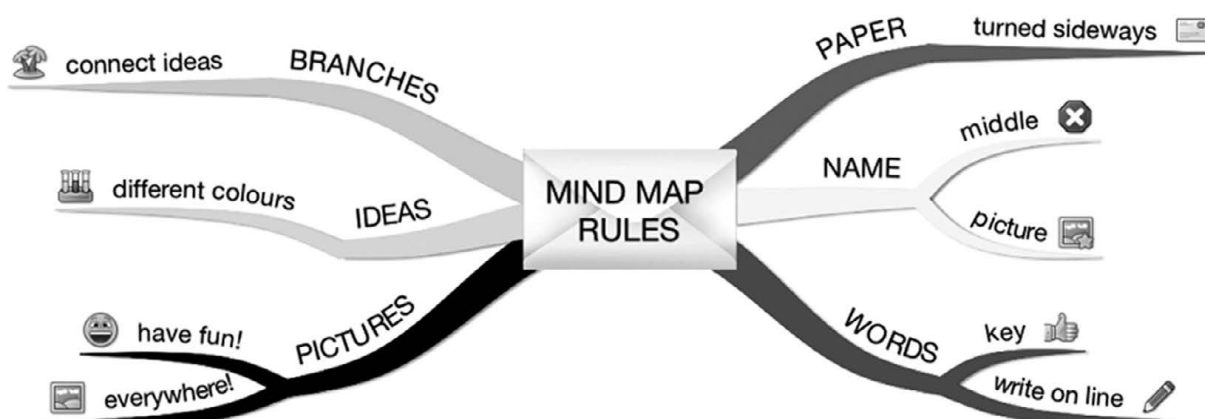 MIND MAP
RULES
PAPER
turned sideways
NAME
middle
picture
WORDS
key
write on line
PICTURES
everywhere!
have fun!
IDEAS
different colours
BRANCHES
connect ideas